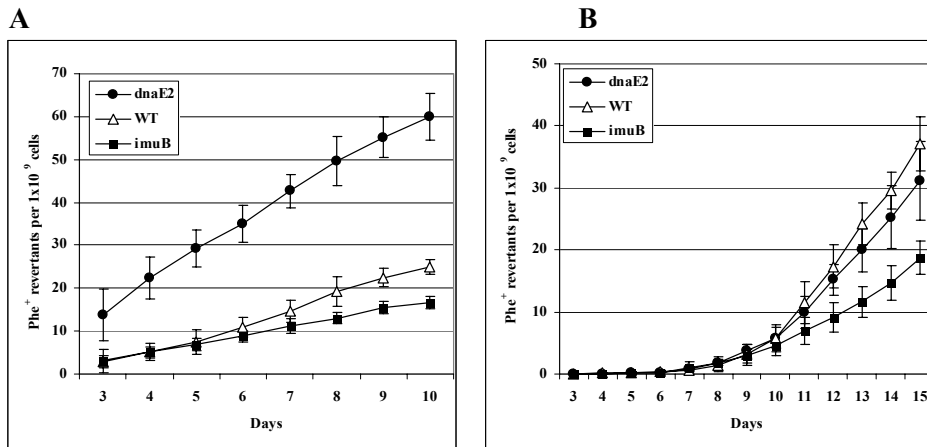 A
Phe+ revertants per 1x10 9 cells
70
60
50
40
30
20
10
0
dnaE2
WT
imuB
3 4 5 6 7 8 9 10
Days
B
Phe+ revertants per 1x10 9 cells
50
40
30
20
10
0
dnaE2
WT
imuB
3 4 5 6 7 8 9 10 11 12 13 14 15
Days